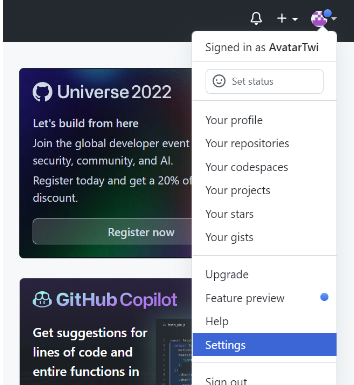 Signed in as AvatarTwi
Set status
Your profile
Your repositories
Your codespaces
Your projects
Your stars
Your gists
Upgrade
Feature preview
Help
Settings
Sign out
Universe 2022
Let's build from here
Join the global developer event
security, community, and AI.
Register today and get a 20% of
discount.
Register now
GitHub Copilot
Get suggestions for
lines of code and
entire functions in